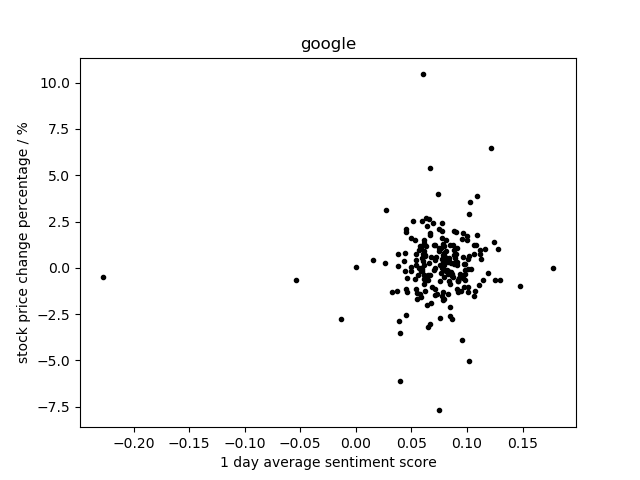 google
10.0
7.5
5.0
2.5
0.0
−2.5
−5.0
−7.5
stock price change percentage / %
−0.20 −0.15 −0.10 −0.05 0.00 0.05 0.10 0.15
1 day average sentiment score